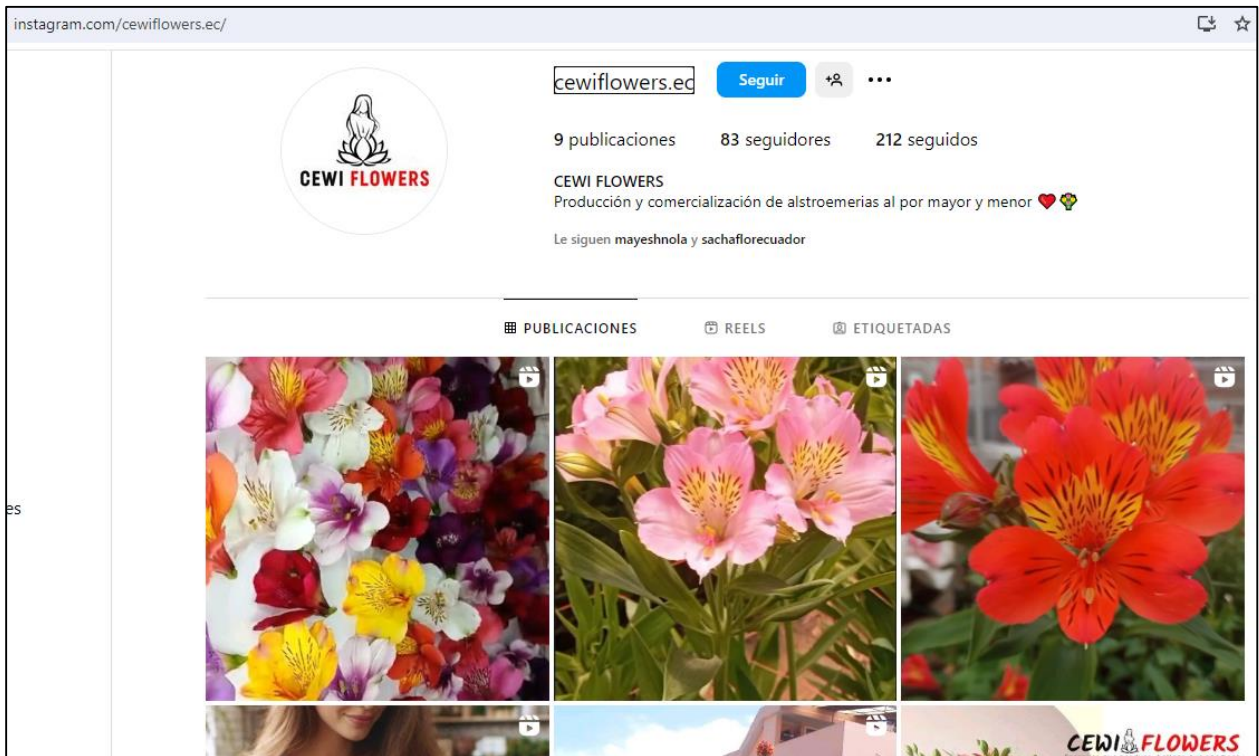 instagram.com/cewiflowers.ec/
cewiflowers.ec Seguir
9 publicaciones 83 seguidores 212 seguidos
CEWI FLOWERS
CEWI FLOWERS
Producción y comercialización de alstroemerias al por mayor y menor
Le siguen mayeshnola y sachaflorecuador
PUBLICACIONES REELS ETIQUETADAS
es
CEWI FLOWERS